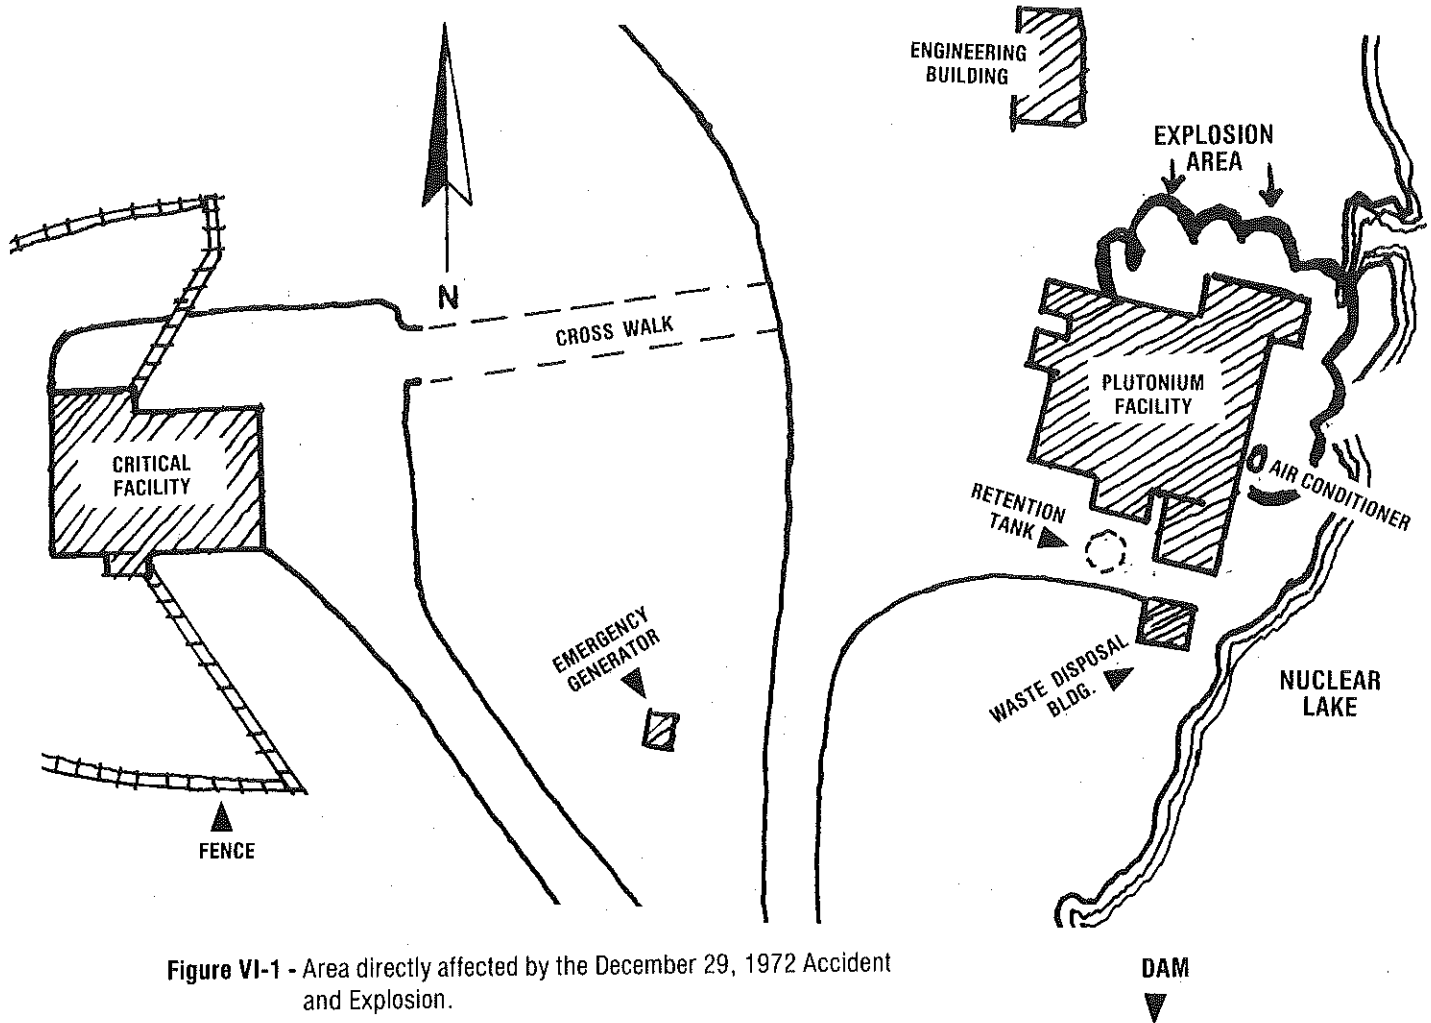 ENGINEERING
BUILDING
EXPLOSION
AREA
N
CROSS WALK
PLUTONIUM
FACILITY
CRITICAL
FACILITY
AIR CONDITIONER
RETENTION
TANK
EMERGENCY
GENERATOR
WASTE DISPOSAL
BLDG.
NUCLEAR
LAKE
FENCE
Figure VI-1 - Area directly affected by the December 29, 1972 Accident
and Explosion.
DAM